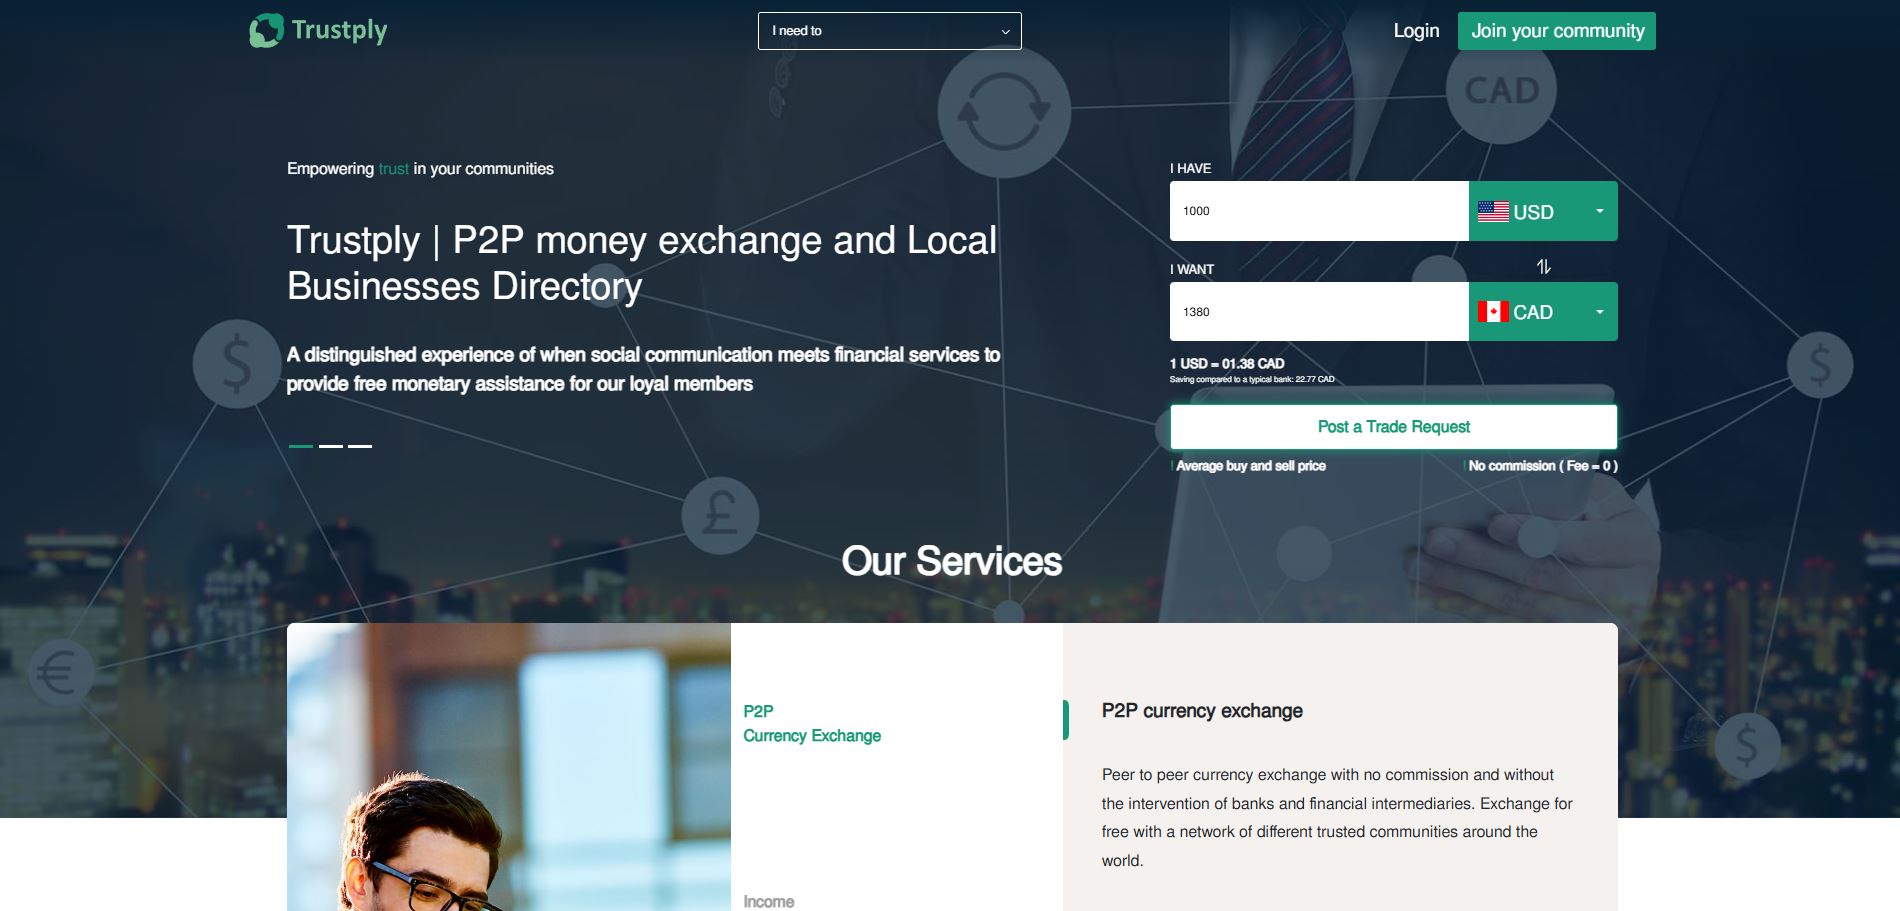 Trustply
I need to
Login
Join your community
CAD
Empowering trust in your communities
Trustply | P2P money exchange and Local
Businesses Directory
A distinguished experience of when social communication meets financial services to
provide free monetary assistance for our loyal members
I HAVE
1000
USD
I WANT
1380
CAD
1 USD = 01.38 CAD
Saving compared to a typical bank: 22.77 CAD
Post a Trade Request
! Average buy and sell price
! No commission ( Fee = 0 )
$
$
£
€
$
Our Services
P2P
Currency Exchange
Income
P2P currency exchange
Peer to peer currency exchange with no commission and without
the intervention of banks and financial intermediaries. Exchange for
free with a network of different trusted communities around the
world.